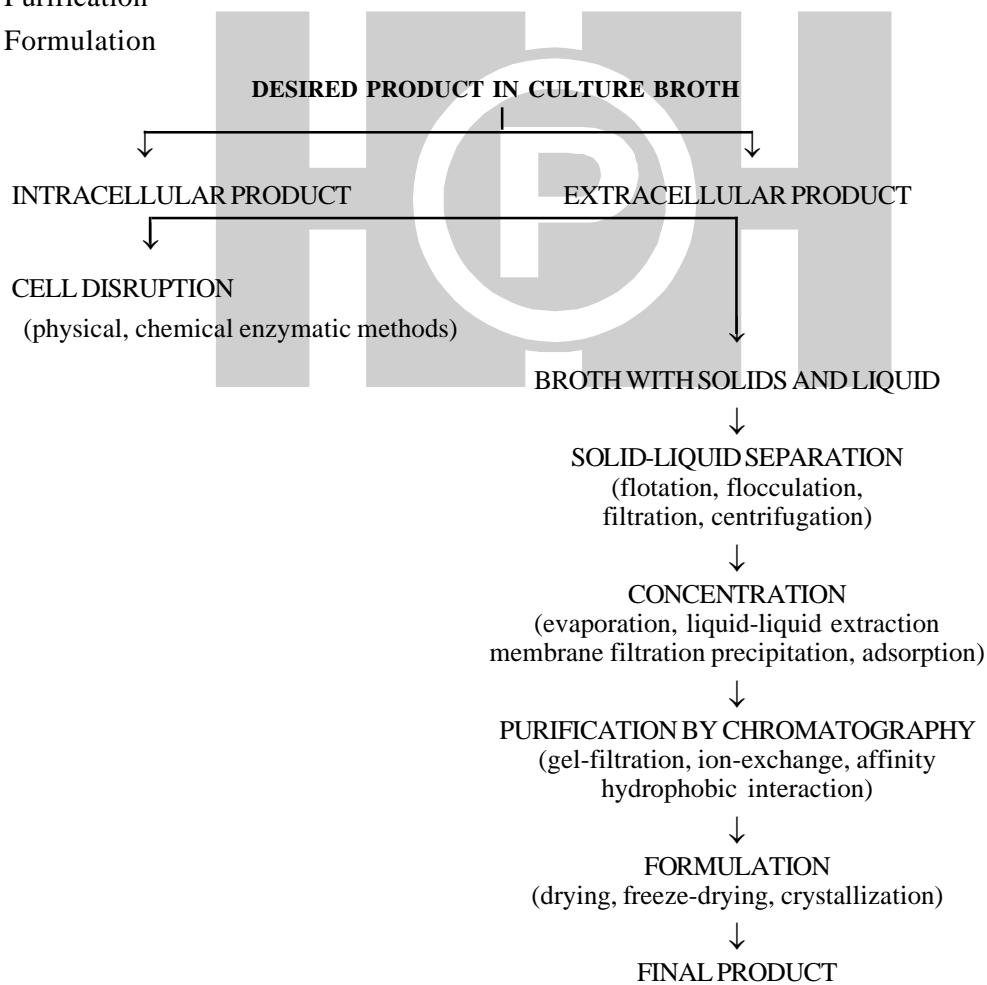 Purification
Formulation
DESIRED PRODUCT IN CULTURE BROTH
INTRACELLULAR PRODUCT
EXTRACELLULAR PRODUCT
CELL DISRUPTION
(physical, chemical enzymatic methods)
BROTH WITH SOLIDS AND LIQUID
SOLID-LIQUID SEPARATION
(flotation, flocculation,
filtration, centrifugation)
CONCENTRATION
(evaporation, liquid-liquid extraction
membrane filtration precipitation, adsorption)
PURIFICATION BY CHROMATOGRAPHY
(gel-filtration, ion-exchange, affinity
hydrophobic interaction)
FORMULATION
(drying, freeze-drying, crystallization)
FINAL PRODUCT
HPH